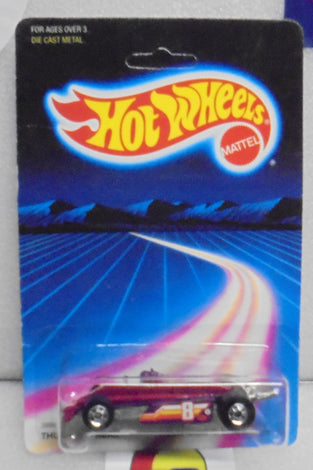 FOR AGES OVER 3
DIE CAST METAL
HOT WHEELS
MATTEL
8